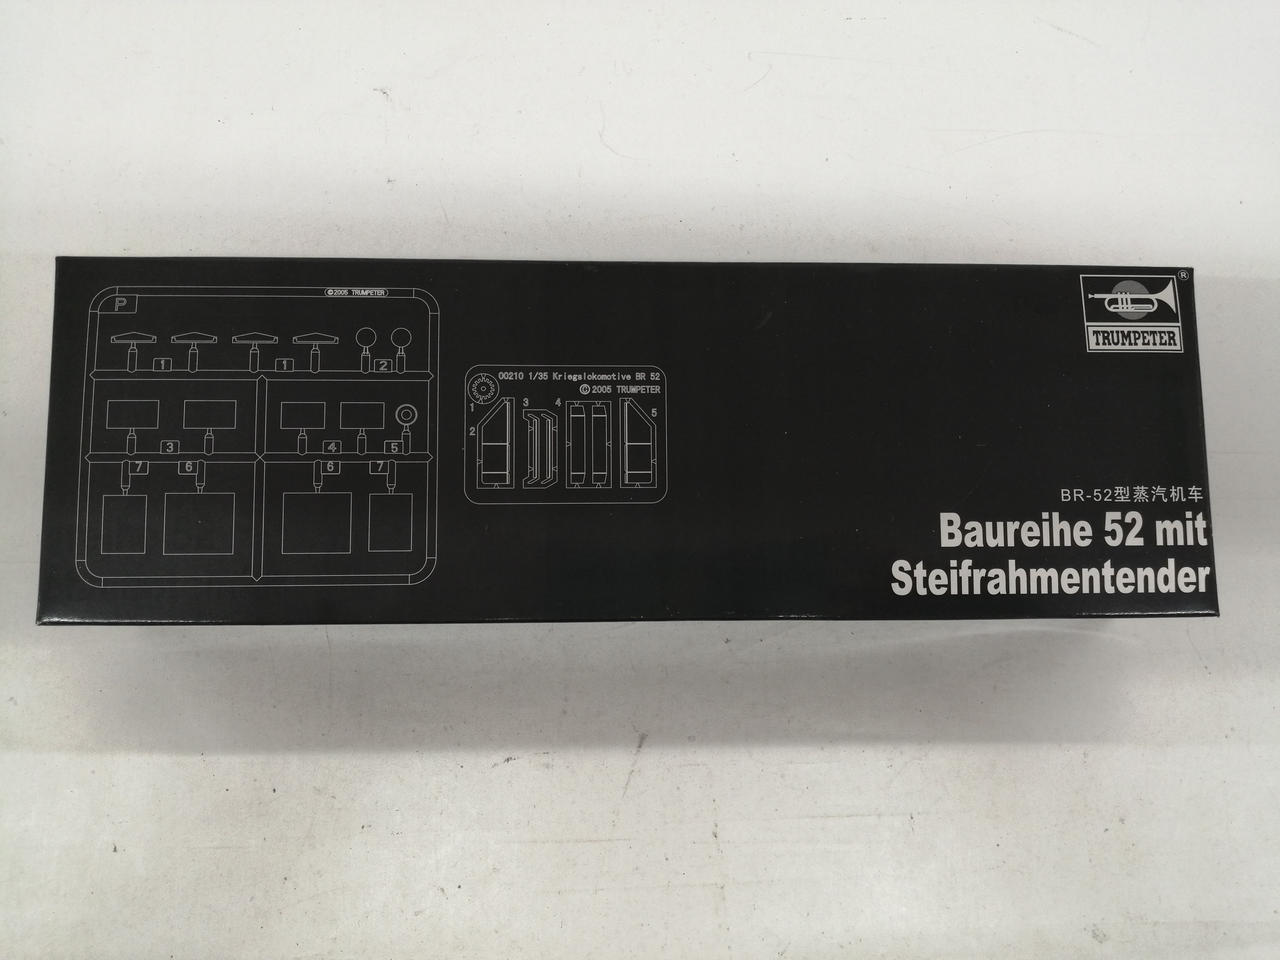 ©2005 TRUMPETER
P
1
1
2
3
4
5
7
6
6
7
00210 1/35 Kriegslokomotive BR 52
©2005 TRUMPETER
1
3
4
5
2
®
TRUMPETER
BR-52型蒸汽机车
Baureihe 52 mit
Steifrahmentender